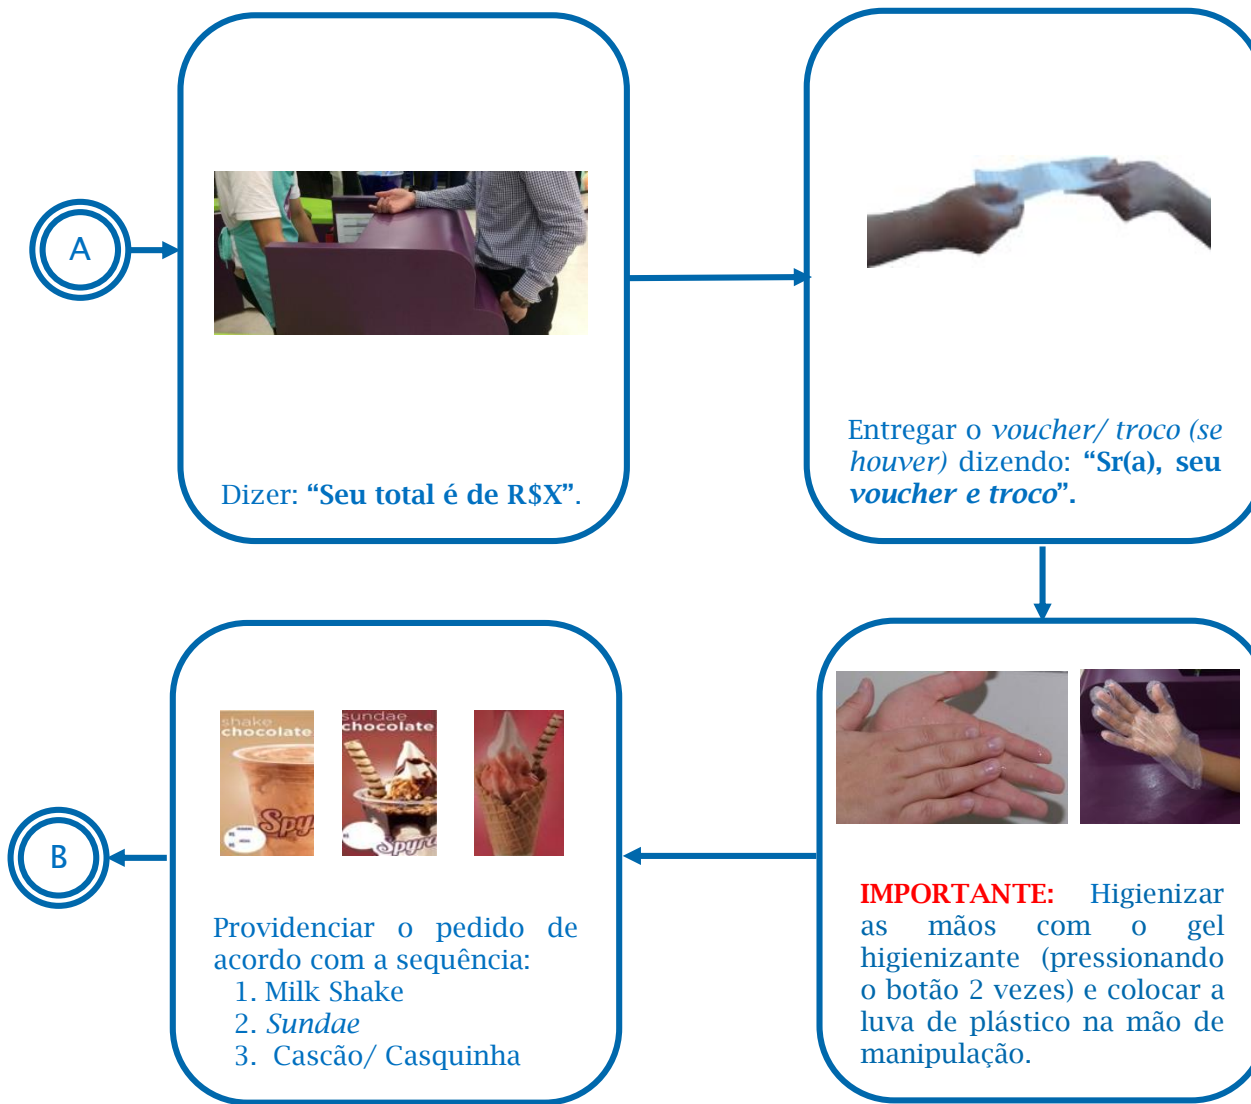 A
Dizer: “Seu total é de R$X”.
Entregar o voucher/ troco (se
houver) dizendo: “Sr(a), seu
voucher e troco”.
IMPORTANTE: Higienizar
as mãos com o gel
higienizante (pressionando
o botão 2 vezes) e colocar a
luva de plástico na mão de
manipulação.
shake
chocolate
Spyr
R$
R$
sundae
chocolate
R$
Spyr
Providenciar o pedido de
acordo com a sequência:
1. Milk Shake
2. Sundae
3. Cascão/ Casquinha
B